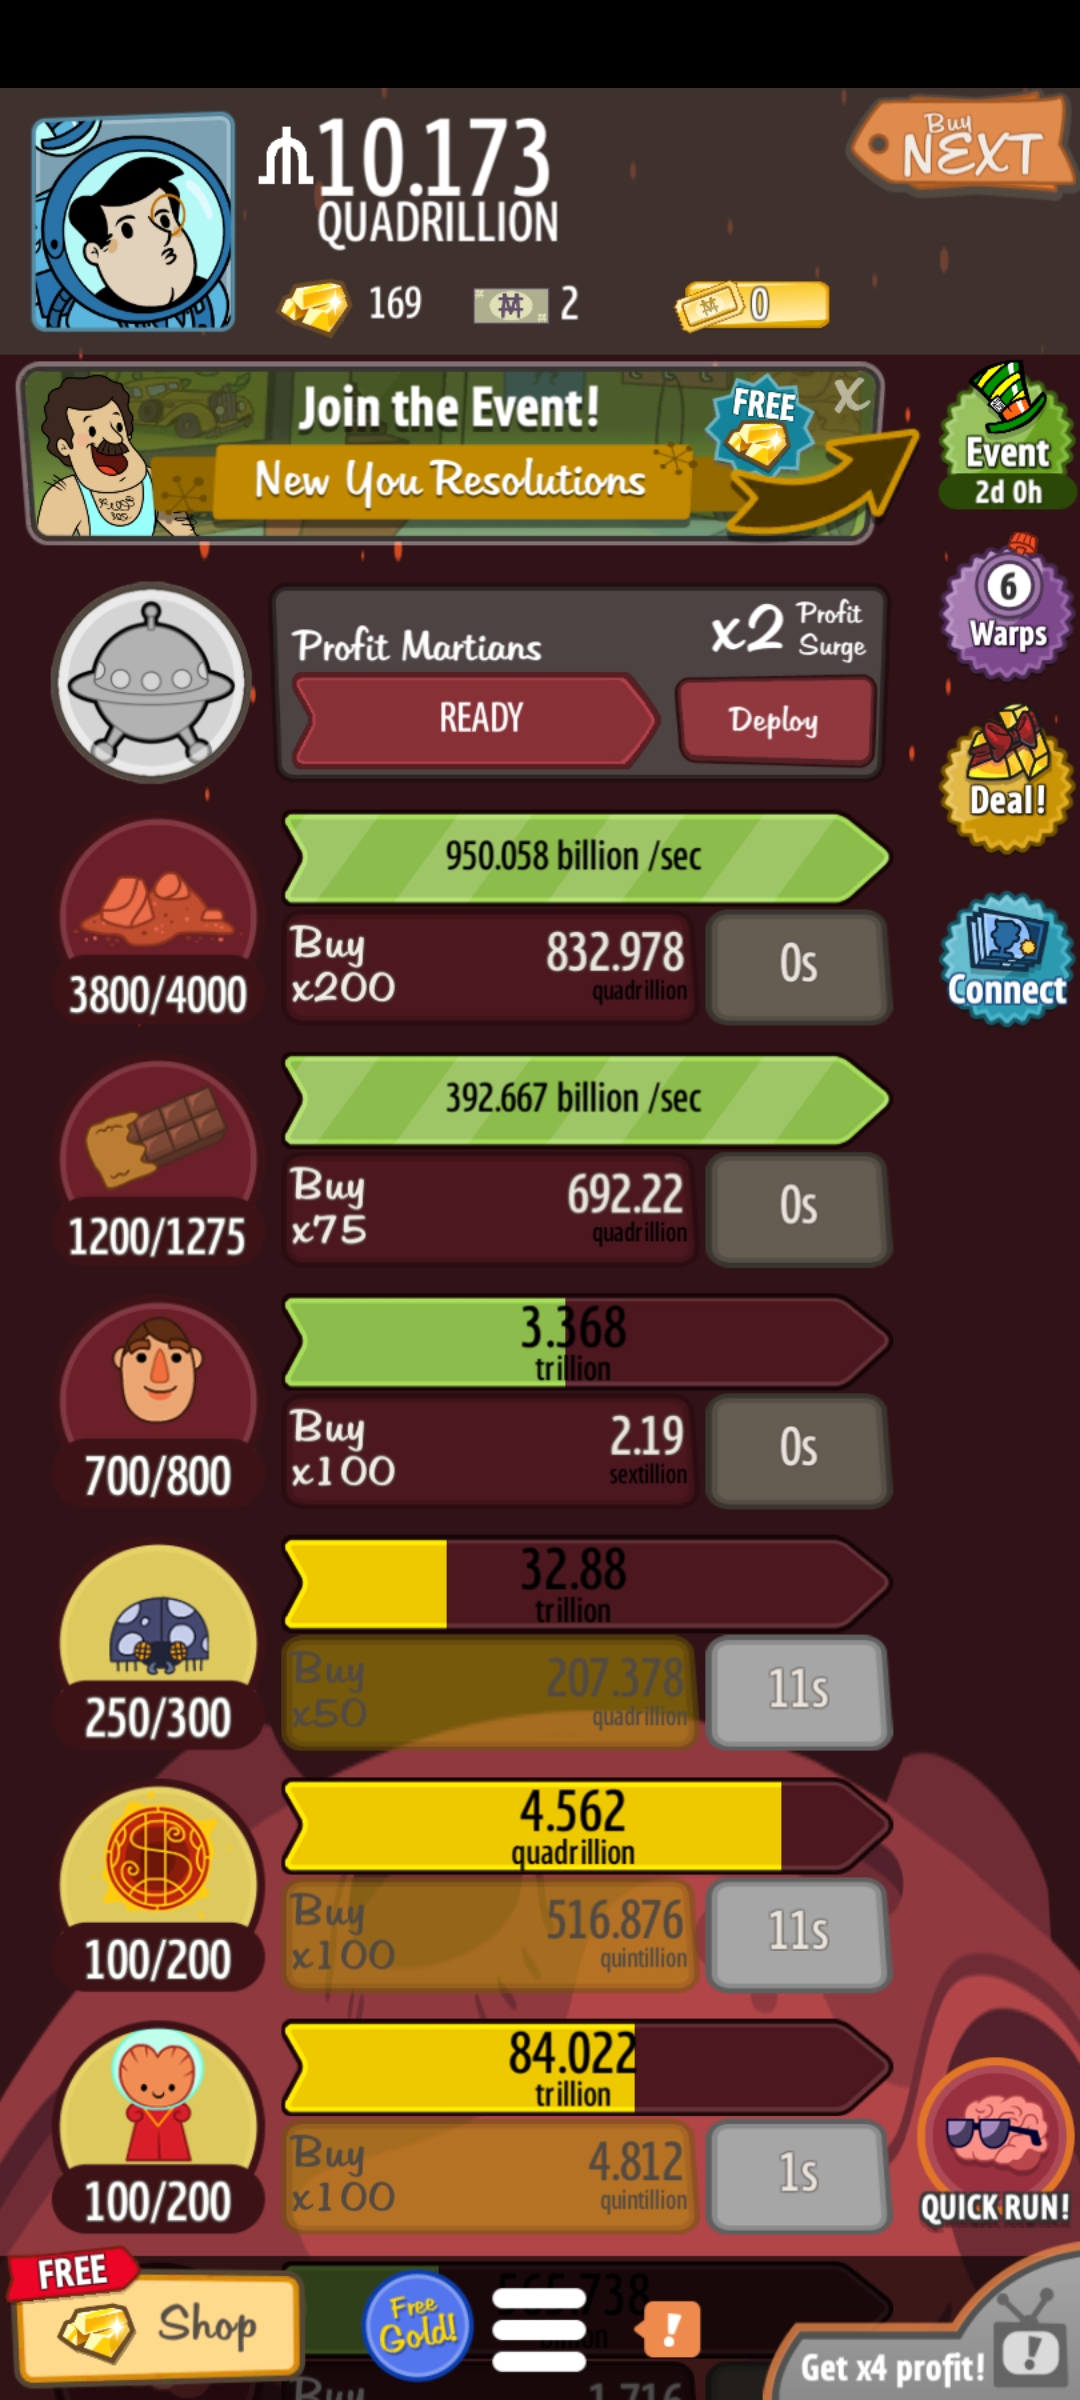 10.173
QUADRILLION
Buy
NEXT
169
2
0
Join the Event!
FREE
X
New You Resolutions
Event
2d 0h
6
Warps
Profit Martians
x2 Profit Surge
READY
Deploy
Deal!
950.058 billion /sec
3800/4000
Buy x200
832.978 quadrillion
0s
Connect
392.667 billion /sec
1200/1275
Buy x75
692.22 quadrillion
0s
3.368
trillion
700/800
Buy x100
2.19 sextillion
0s
32.88
trillion
250/300
Buy x50
207.378 quadrillion
11s
4.562
quadrillion
100/200
Buy x100
516.876 quintillion
11s
84.022
trillion
100/200
Buy x100
4.812 quintillion
1s
QUICK RUN!
FREE
Shop
Free Gold!
!
Get x4 profit!
!
Buy
1.716